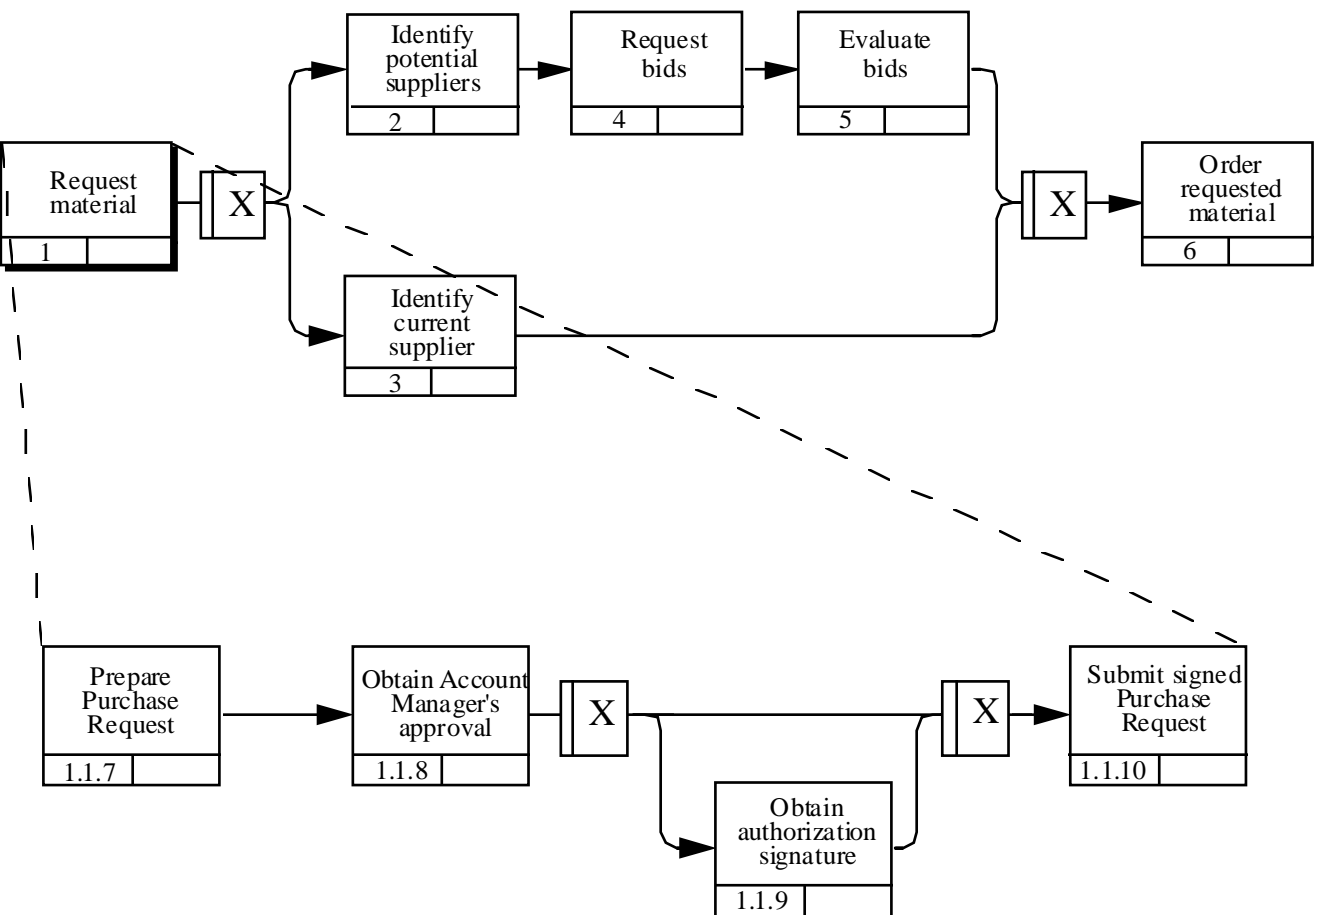 Identify
potential
suppliers
2
Request
bids
4
Evaluate
bids
5
Request
material
1
X
X
Order
requested
material
6
Identify
current
supplier
3
Prepare
Purchase
Request
1.1.7
Obtain Account
Manager's
approval
1.1.8
X
X
Submit signed
Purchase
Request
1.1.10
Obtain
authorization
signature
1.1.9